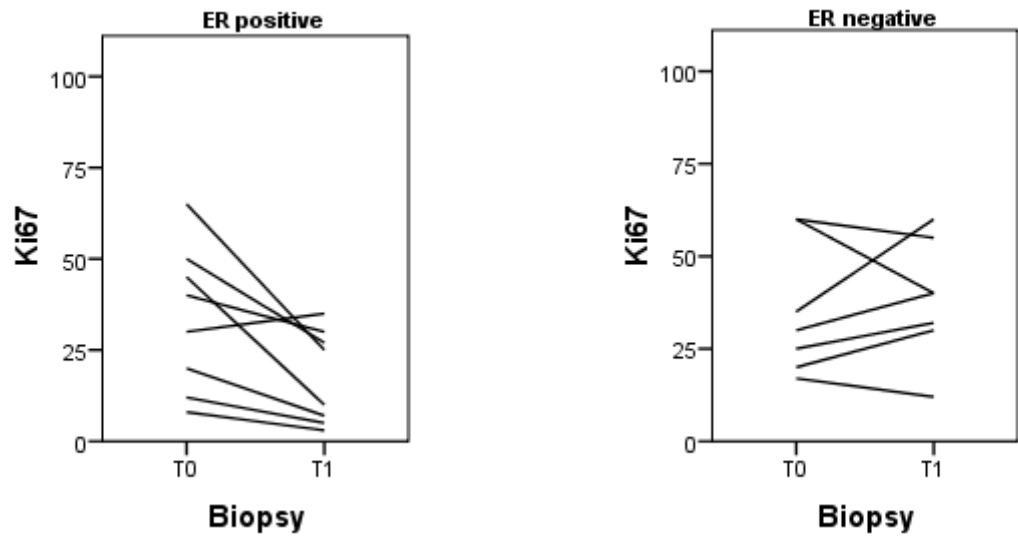 ER positive
100
75
50
25
0
Ki67
T0 T1
Biopsy
ER negative
100
75
50
25
0
Ki67
T0 T1
Biopsy